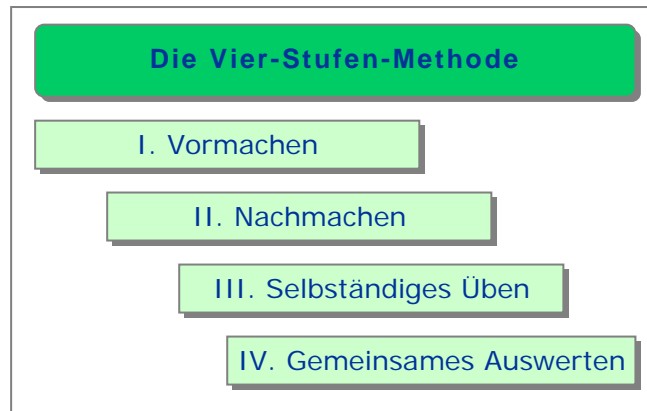 Die Vier-Stufen-Methode
I. Vormachen
II. Nachmachen
III. Selbständiges Üben
IV. Gemeinsames Auswerten